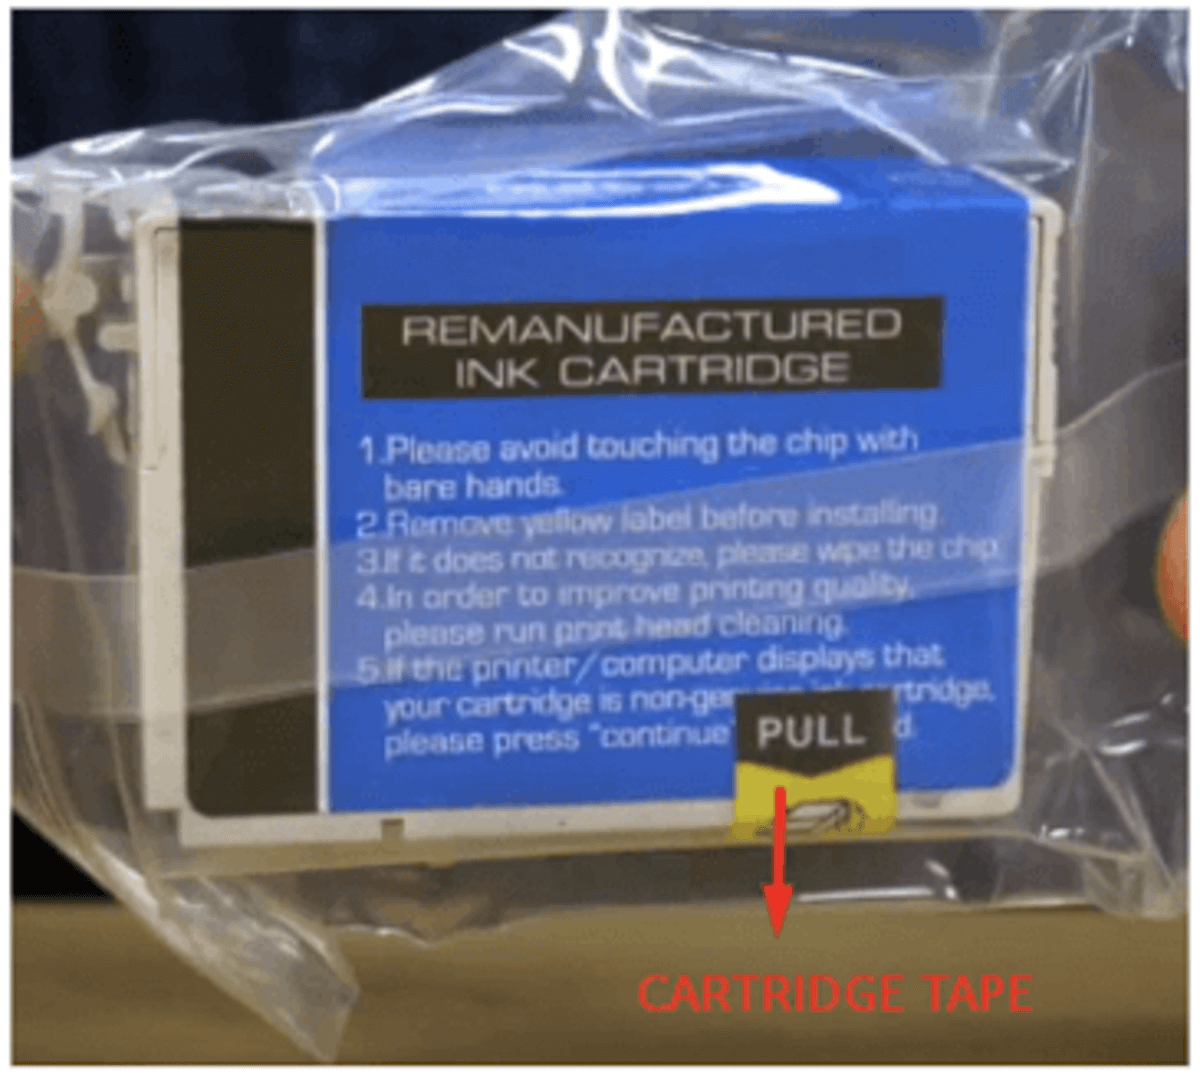 REMANUFACTURED
INK CARTRIDGE
1.Please avoid touching the chip with
bare hands.
2.Remove yellow label before installing.
3.If it does not recognize, please wipe the chip.
4.In order to improve printing quality,
please run print head cleaning.
5.If the printer/computer displays that
your cartridge is non-gen rtridge,
please press "continue" d.
PULL
CARTRIDGE TAPE